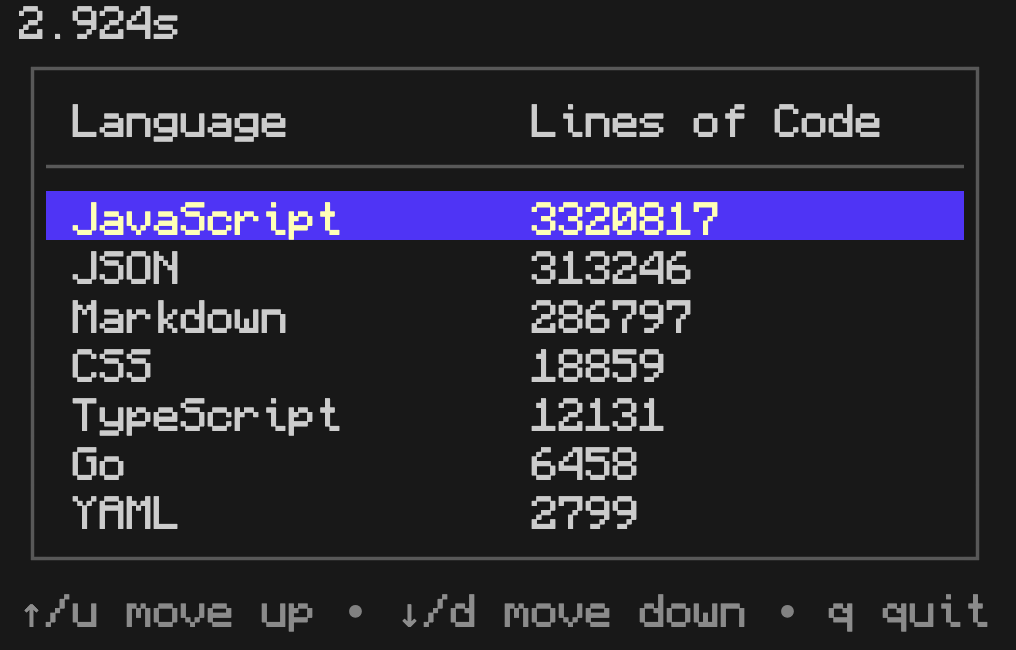 2.924s
Language Lines of Code
JavaScript 3320817
JSON 313246
Markdown 286797
CSS 18859
TypeScript 12131
Go 6458
YAML 2799
↑/u move up • ↓/d move down • q quit